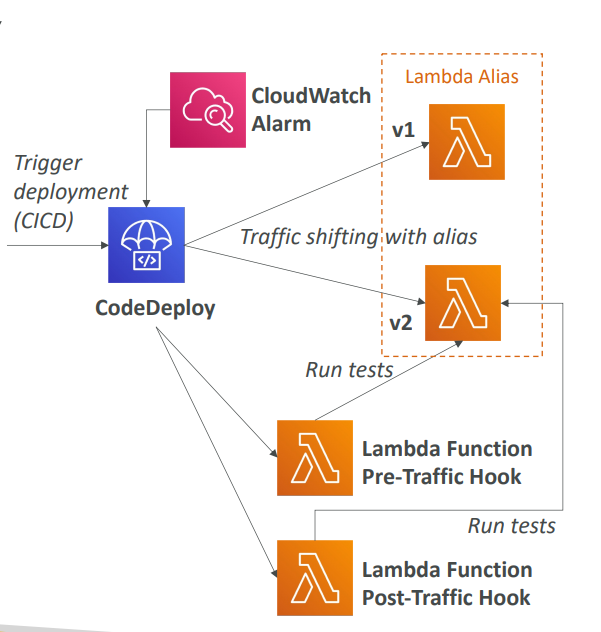 Lambda Alias
CloudWatch
Alarm
v1
Trigger
deployment
(CICD)
Traffic shifting with alias
</>
CodeDeploy
v2
Run tests
Lambda Function
Pre-Traffic Hook
Run tests
Lambda Function
Post-Traffic Hook